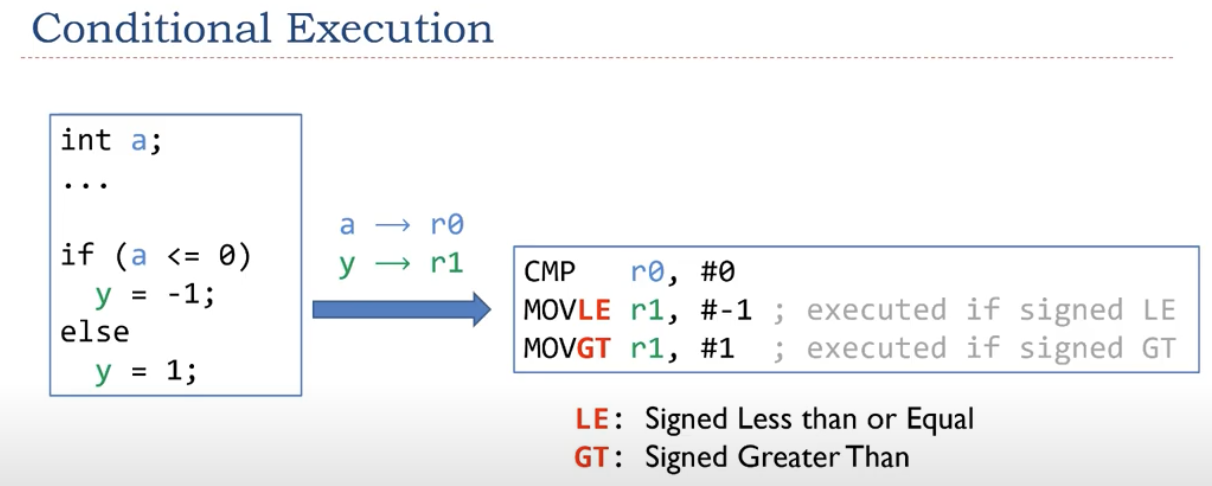 Conditional Execution
int a;
...
if (a <= 0)
y = -1;
else
y = 1;
a → r0
y → r1
CMP r0, #0
MOVLE r1, #-1 ; executed if signed LE
MOVGT r1, #1 ; executed if signed GT
LE: Signed Less than or Equal
GT: Signed Greater Than